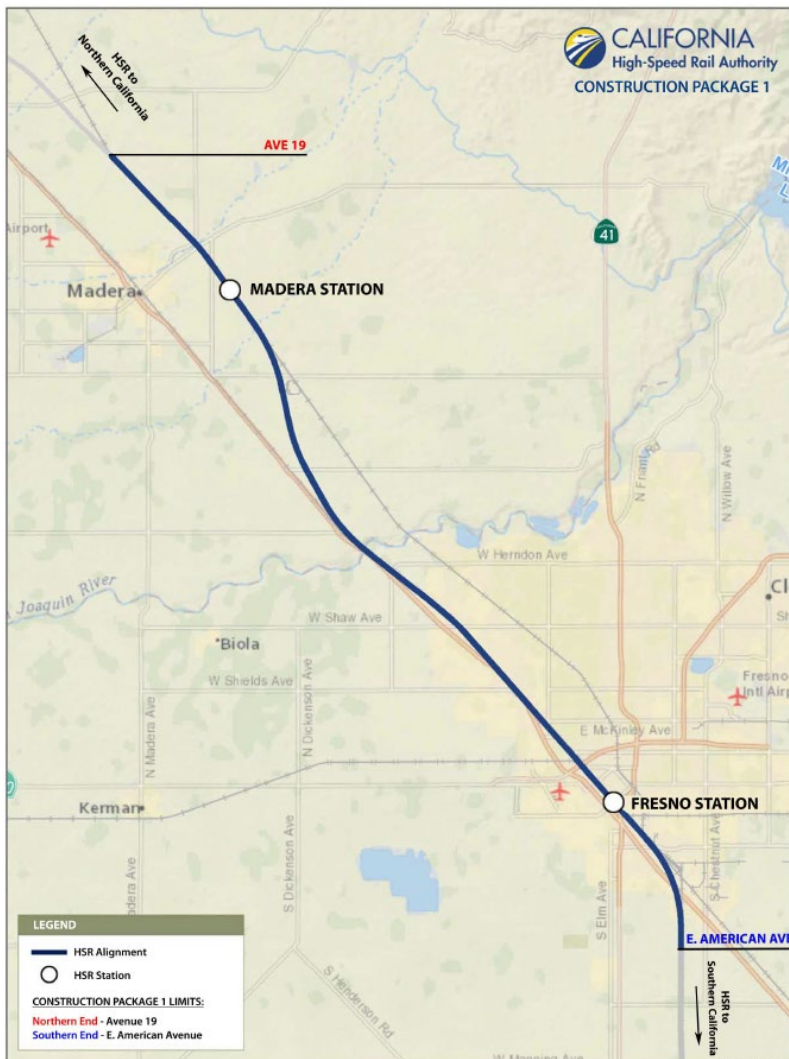 HSR to
Northern California
CALIFORNIA
High-Speed Rail Authority
CONSTRUCTION PACKAGE 1
AVE 19
41
Airport
Madera
MADERA STATION
N Friant Rd
N Willow Ave
W Herndon Ave
Joaquin River
W Shaw Ave
Biola
W Shields Ave
N Dickenson Ave
N Madera Ave
E McKinley Ave
Fresno
Intl Airp
Kerman
FRESNO STATION
S Dickenson Ave
S Elm Ave
S Chestnut Ave
adera Ave
E. AMERICAN AVE
S Henderson Rd
HSR to
Southern California
LEGEND
HSR Alignment
HSR Station
CONSTRUCTION PACKAGE 1 LIMITS:
Northern End - Avenue 19
Southern End - E. American Avenue